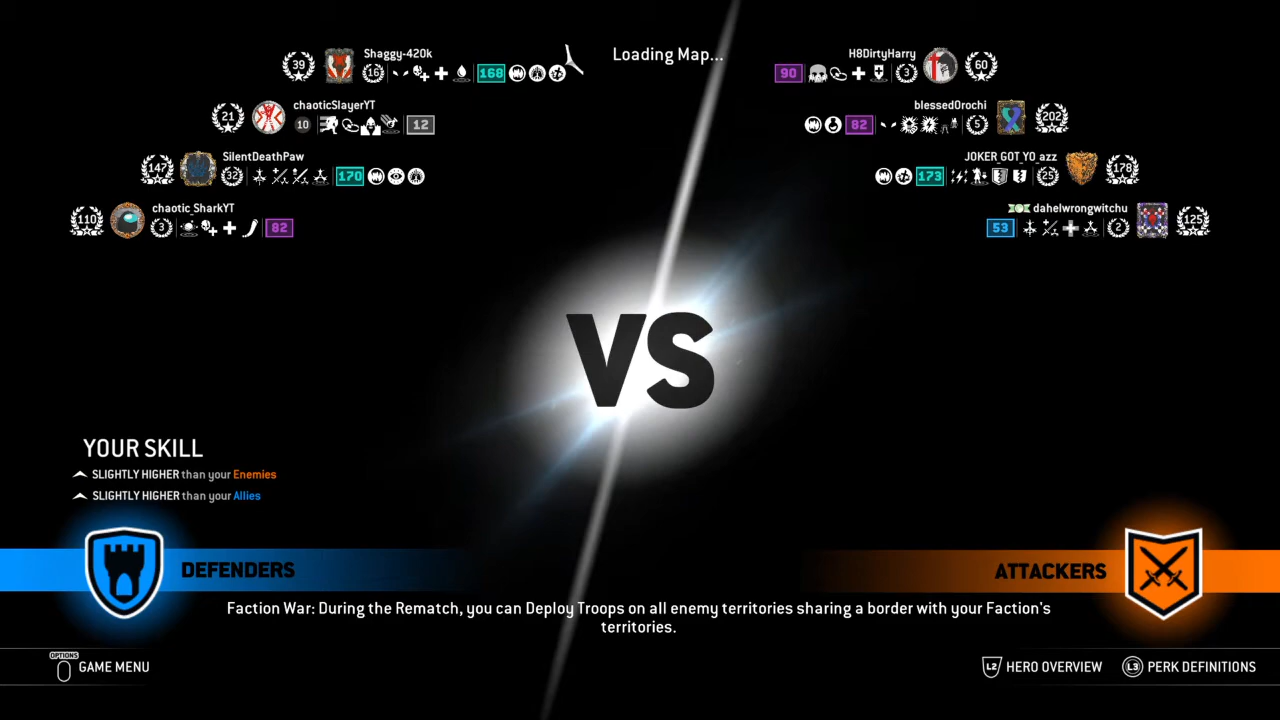 Loading Map...
39 Shaggy-420k
16 168
21 chaoticSlayerYT
10 12
147 SilentDeathPaw
32 170
110 chaotic_SharkYT
3 82
H8DirtyHarry 60
90 3
blessedOrochi 202
82 5
JOKER_GOT_YO_azz 178
173 25
dahelwrongwitchu 125
53 2
VS
YOUR SKILL
SLIGHTLY HIGHER than your Enemies
SLIGHTLY HIGHER than your Allies
DEFENDERS
ATTACKERS
Faction War: During the Rematch, you can Deploy Troops on all enemy territories sharing a border with your Faction's
territories.
OPTIONS
GAME MENU
L2 HERO OVERVIEW
L3 PERK DEFINITIONS